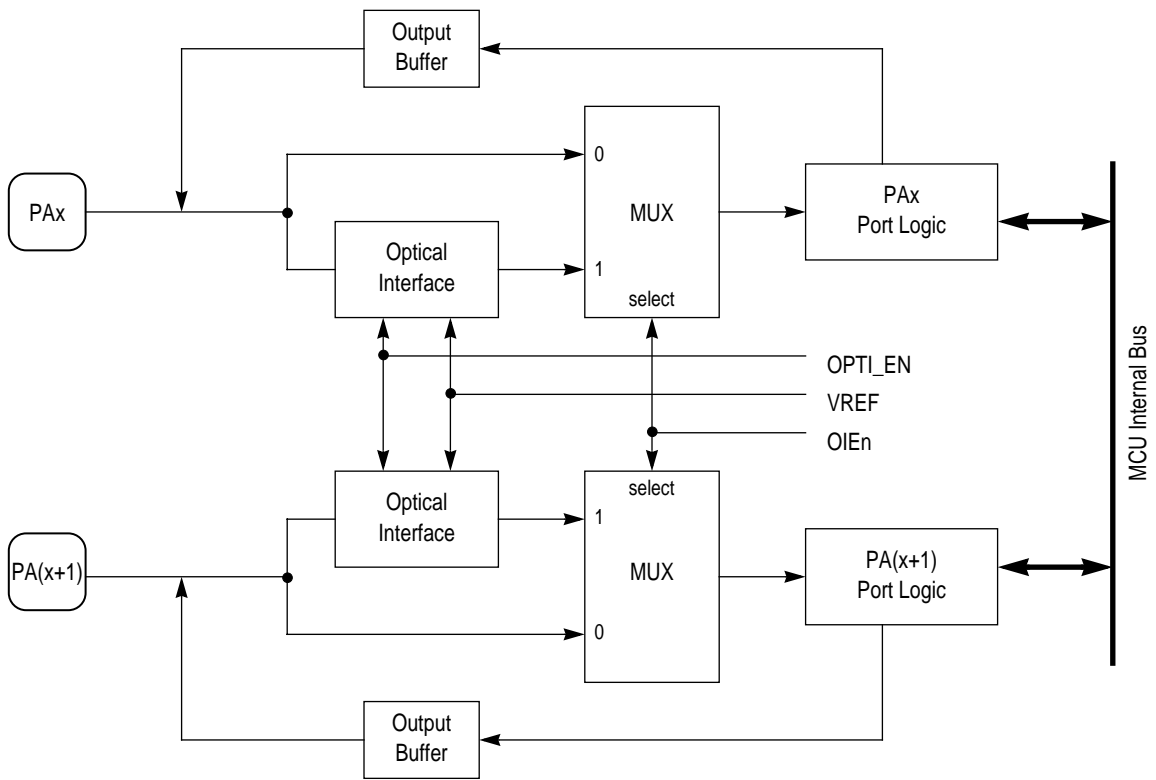 Output
Buffer
0
PAx
MUX
PAx
Port Logic
Optical
Interface
1
select
OPTI_EN
VREF
OIEn
MCU Internal Bus
select
Optical
Interface
1
PA(x+1)
MUX
PA(x+1)
Port Logic
0
Output
Buffer